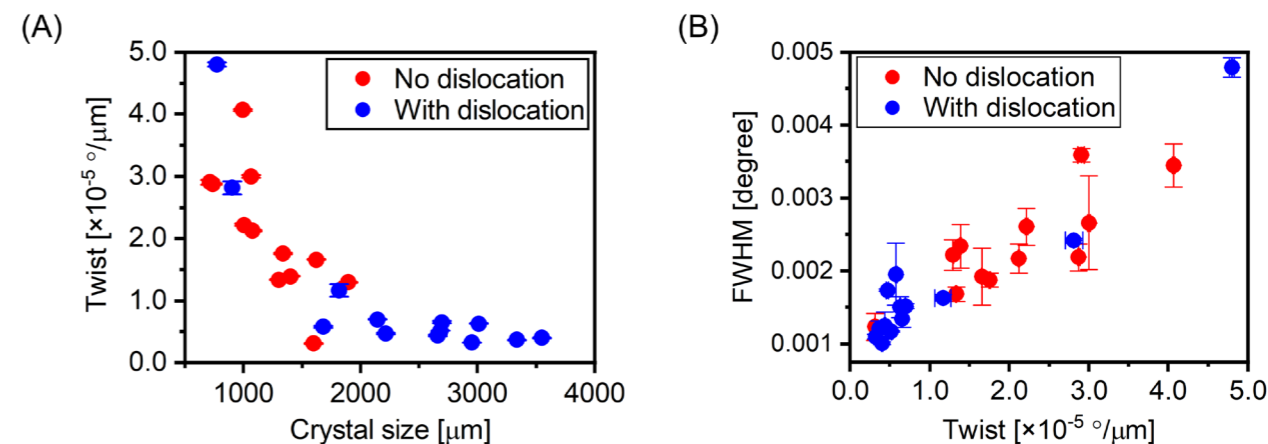 (A)
5.0
4.0
3.0
2.0
1.0
0.0
Twist [×10⁻⁵ °/μm]
No dislocation
With dislocation
1000
2000
3000
4000
Crystal size [μm]
(B)
0.005
0.004
0.003
0.002
0.001
FWHM [degree]
No dislocation
With dislocation
0.0
1.0
2.0
3.0
4.0
5.0
Twist [×10⁻⁵ °/μm]